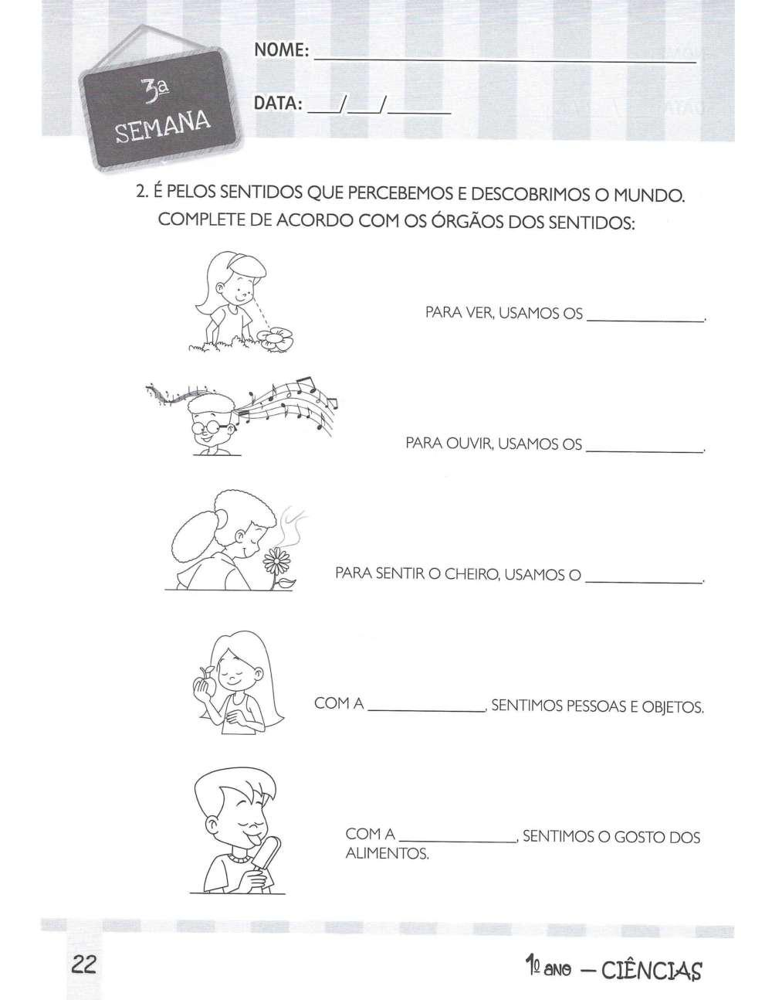 3ª
SEMANA
NOME: ____________________
DATA: ___/___/______
2. É PELOS SENTIDOS QUE PERCEBEMOS E DESCOBRIMOS O MUNDO.
COMPLETE DE ACORDO COM OS ÓRGÃOS DOS SENTIDOS:
PARA VER, USAMOS OS ______________.
PARA OUVIR, USAMOS OS ______________.
PARA SENTIR O CHEIRO, USAMOS O ______________.
COM A ______________, SENTIMOS PESSOAS E OBJETOS.
COM A ______________, SENTIMOS O GOSTO DOS
ALIMENTOS.
22
1º ANO — CIÊNCIAS